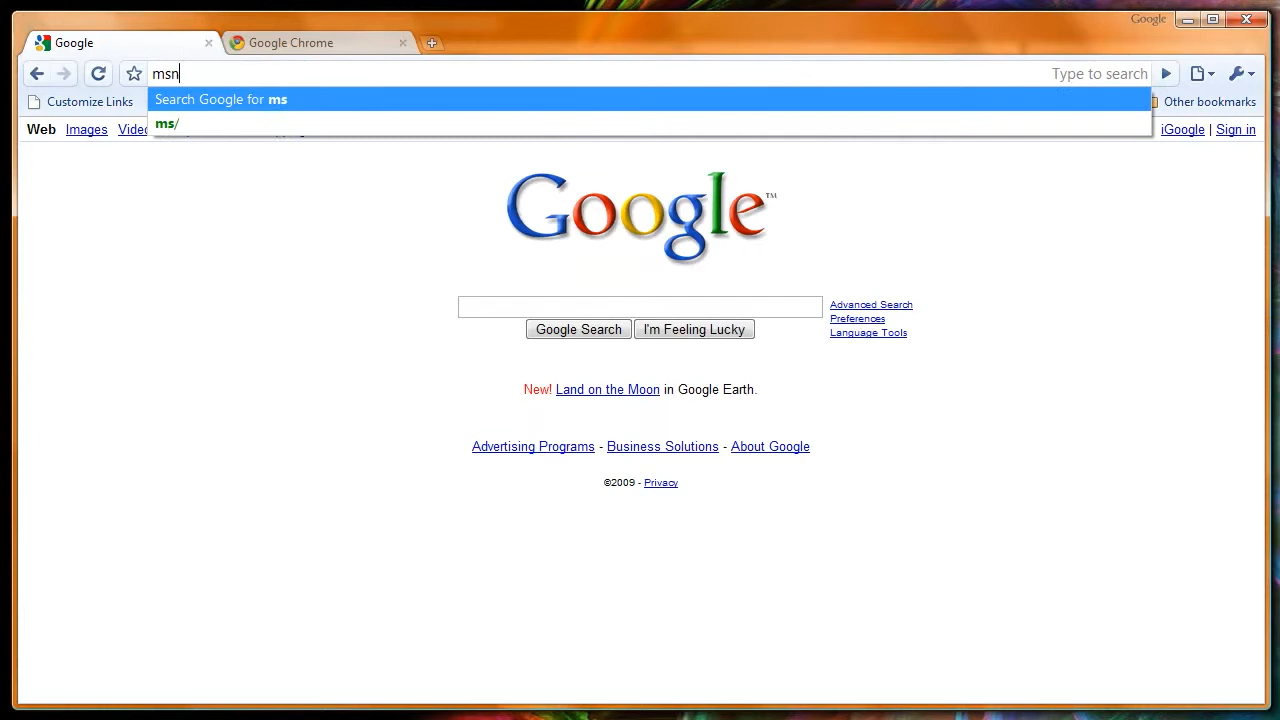 Google
Google
Google Chrome
msn
Type to search
Customize Links
Search Google for ms
Other bookmarks
ms/
Web Images Video
iGoogle | Sign in
Google™
Advanced Search
Preferences
Language Tools
Google Search
I'm Feeling Lucky
New! Land on the Moon in Google Earth.
Advertising Programs - Business Solutions - About Google
©2009 - Privacy